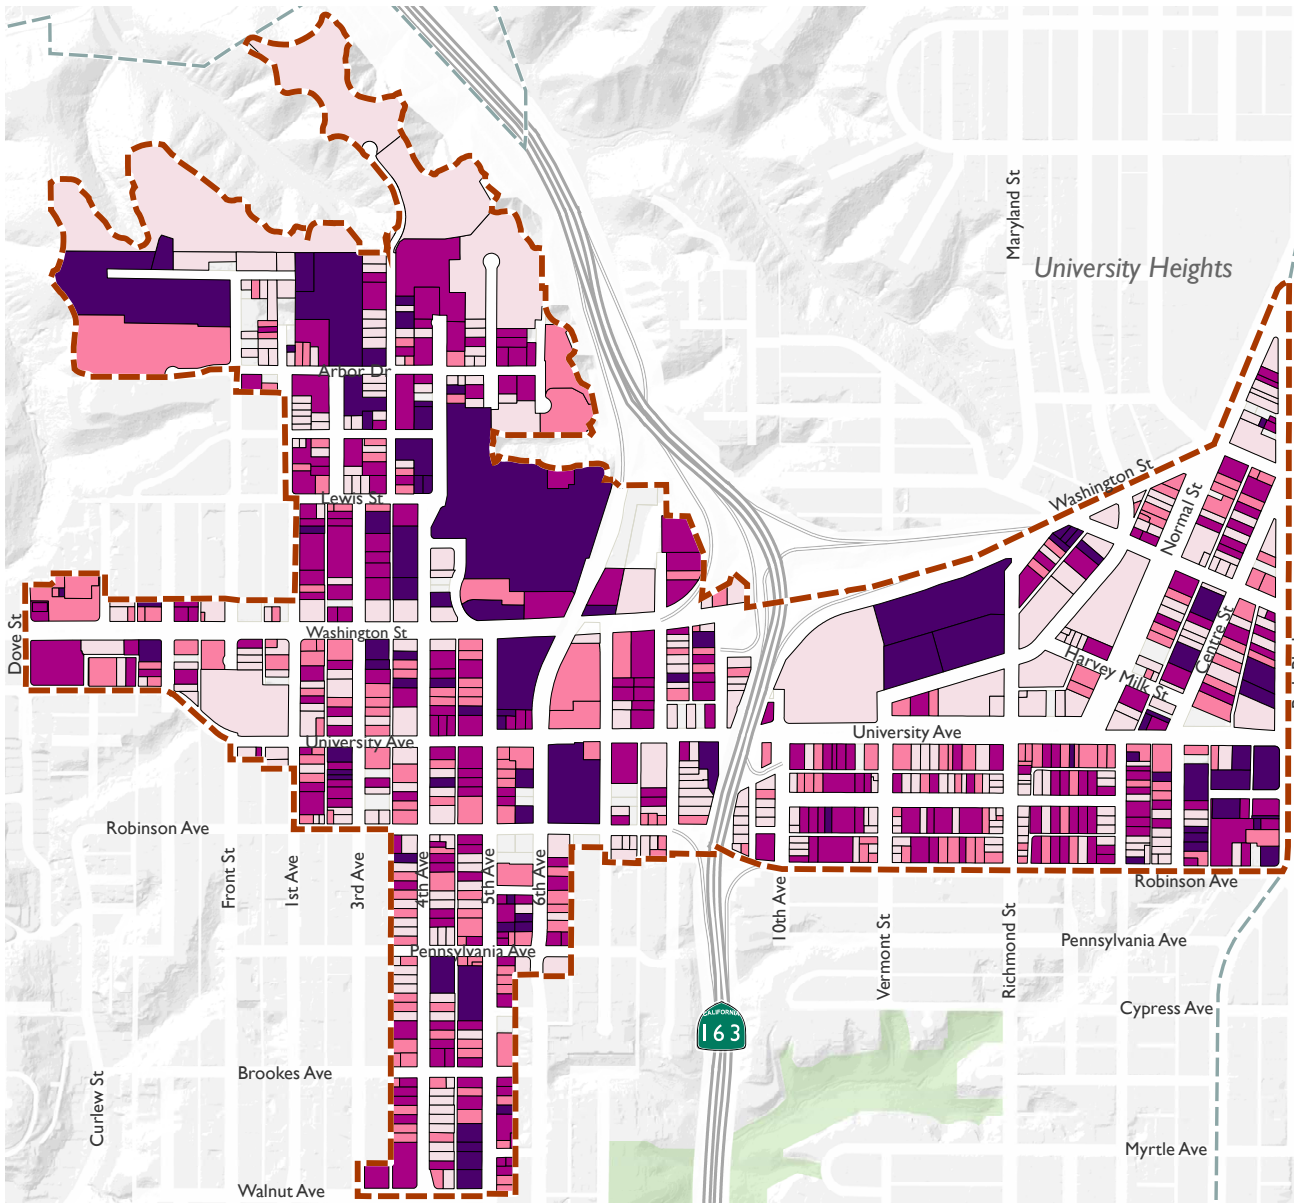 Maryland St
University Heights
Arbor Dr
Washington St
Lewis St
Normal St
Dove St
Washington St
Centre St
Harvey Milk St
University Ave
University Ave
Robinson Ave
Front St
1st Ave
3rd Ave
4th Ave
5th Ave
6th Ave
10th Ave
Robinson Ave
Pennsylvania Ave
Pennsylvania Ave
Vermont St
Richmond St
Cypress Ave
CALIFORNIA
163
Brookes Ave
Curlew St
Myrtle Ave
Walnut Ave